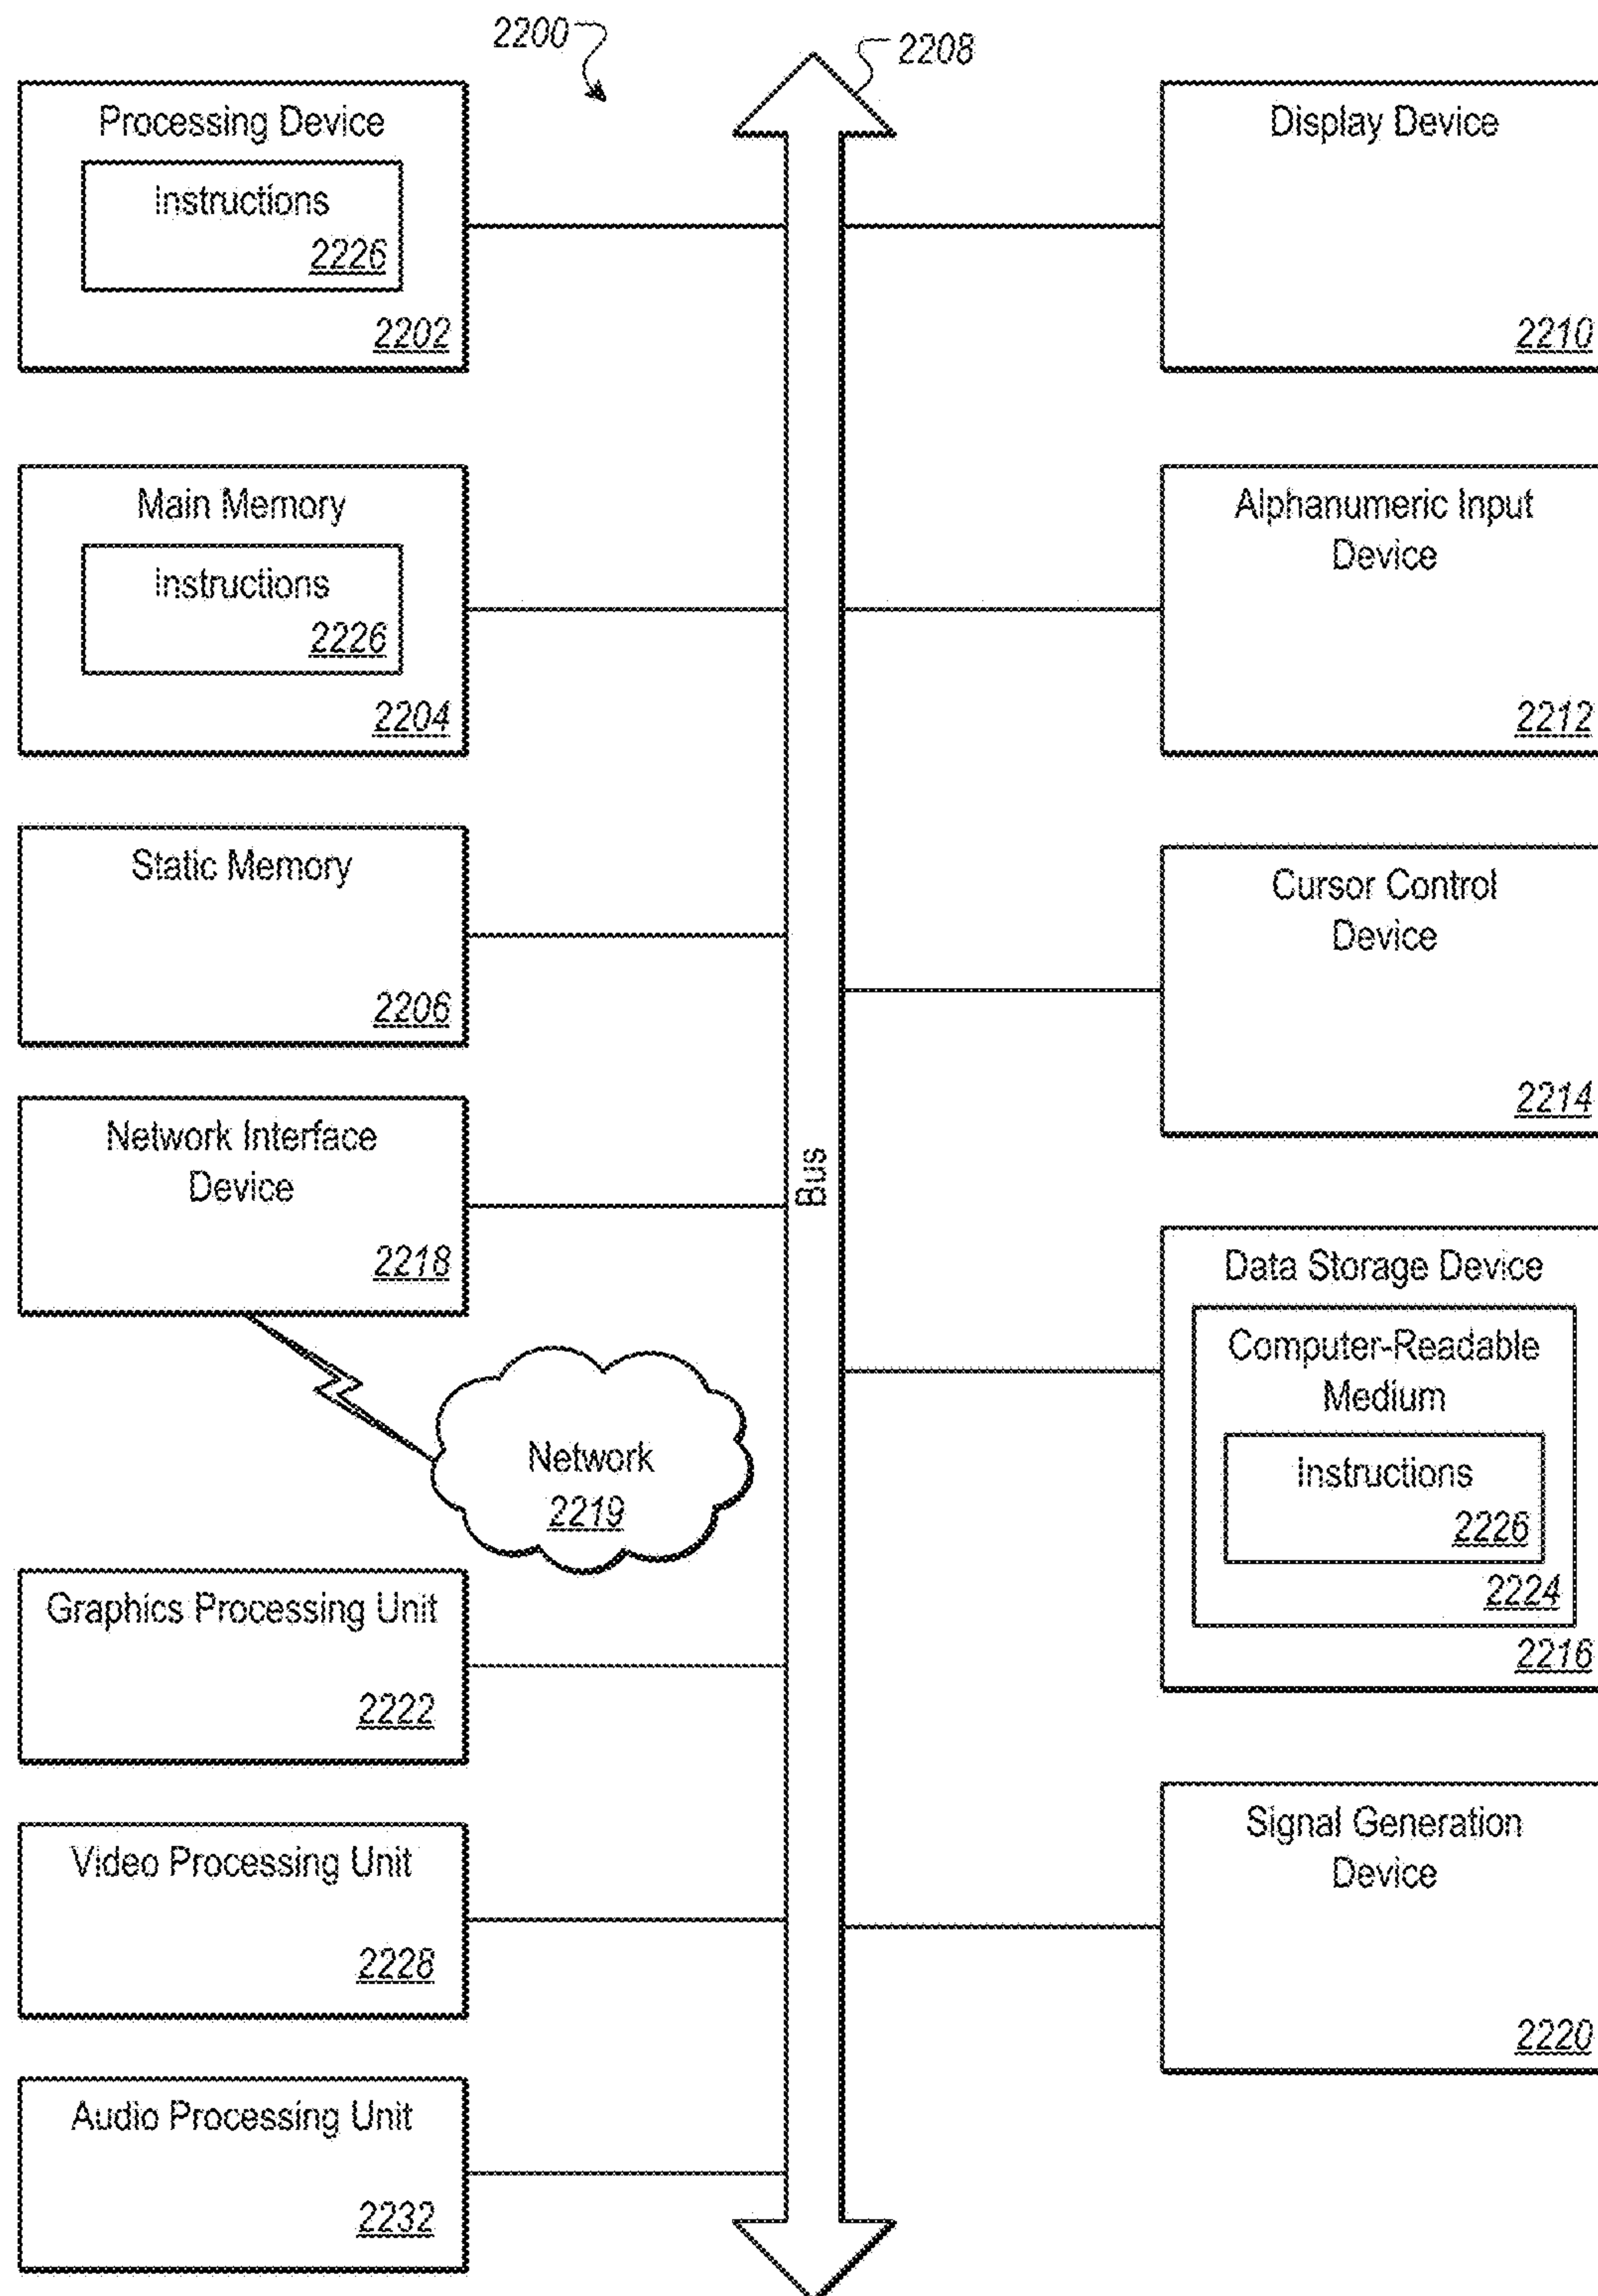 2200
2208
Processing Device
Instructions
2226
2202
Main Memory
Instructions
2226
2204
Static Memory
2206
Network Interface
Device
2218
Network
2219
Graphics Processing Unit
2222
Video Processing Unit
2228
Audio Processing Unit
2232
Bus
Display Device
2210
Alphanumeric Input
Device
2212
Cursor Control
Device
2214
Data Storage Device
Computer-Readable
Medium
Instructions
2226
2224
2216
Signal Generation
Device
2220